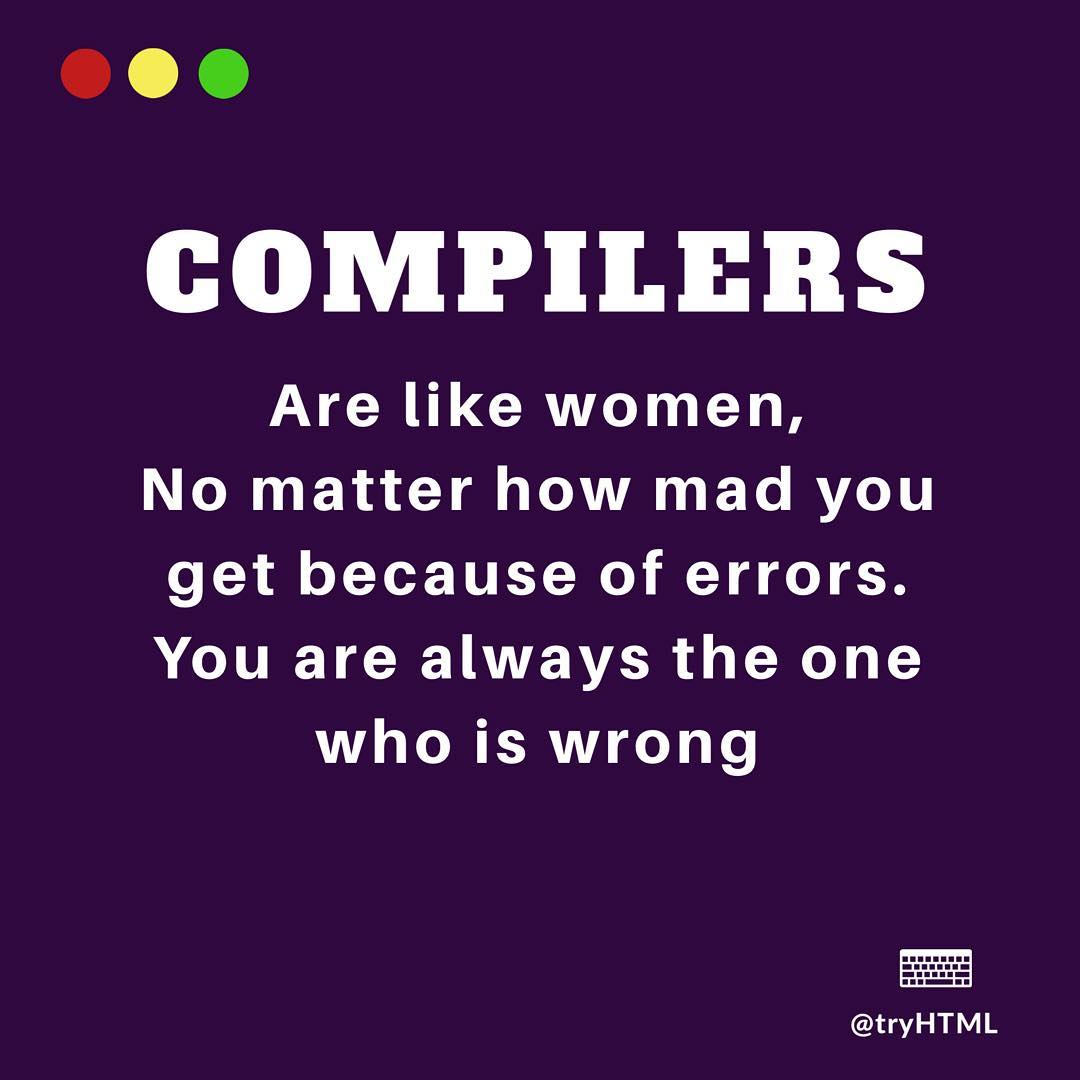 COMPILERS
Are like women,
No matter how mad you
get because of errors.
You are always the one
who is wrong
@tryHTML